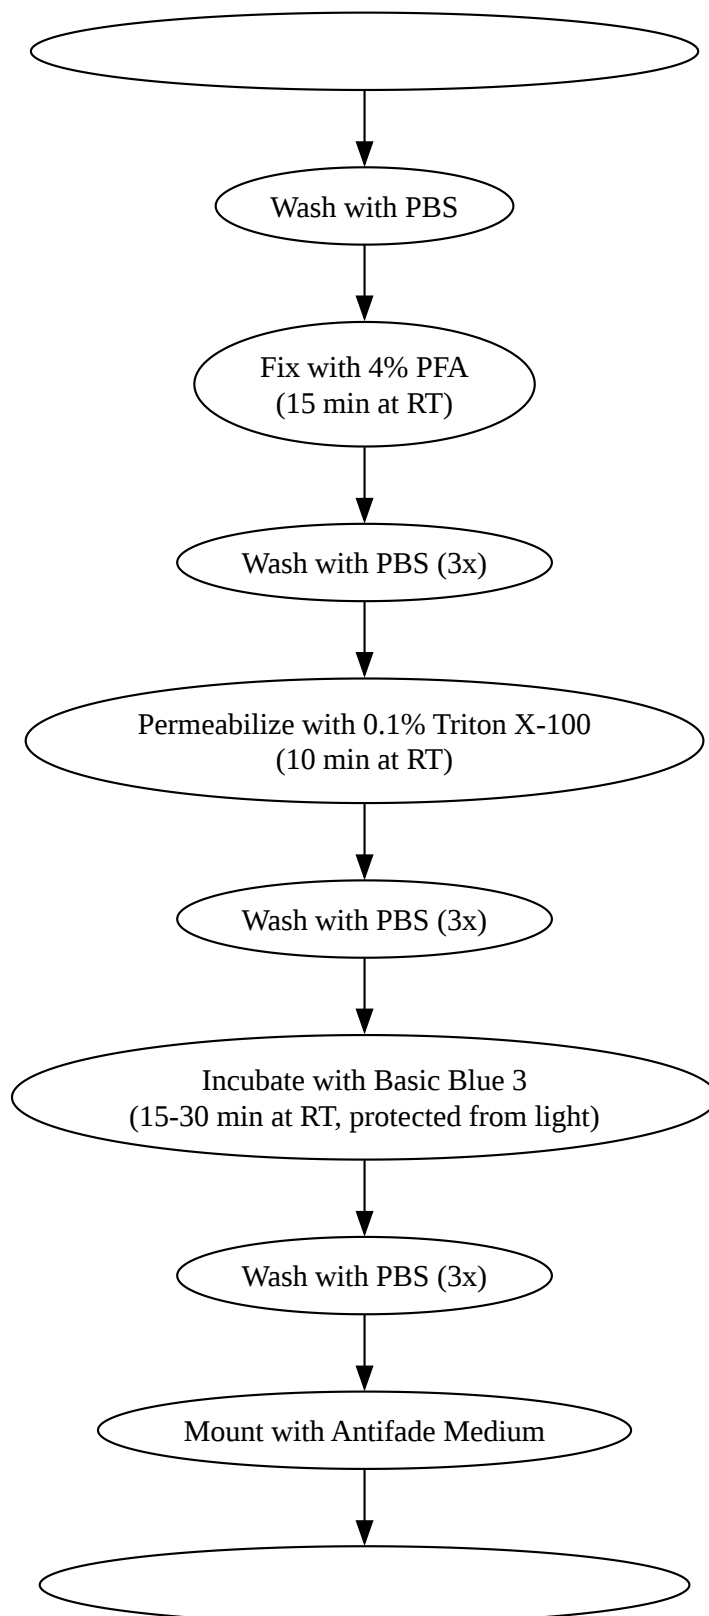 Wash with PBS
Fix with 4% PFA
(15 min at RT)
Wash with PBS (3x)
Permeabilize with 0.1% Triton X-100
(10 min at RT)
Wash with PBS (3x)
Incubate with Basic Blue 3
(15-30 min at RT, protected from light)
Wash with PBS (3x)
Mount with Antifade Medium